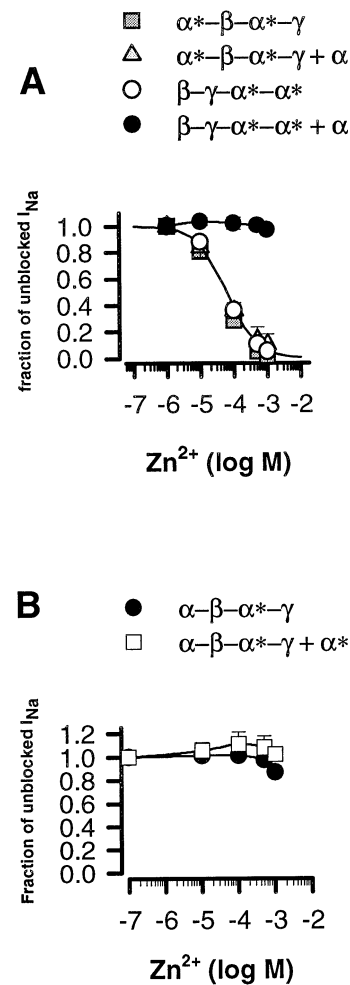 α*–β–α*–γ
A
α*–β–α*–γ + α
β–γ–α*–α*
β–γ–α*–α* + α
fraction of unblocked I_Na
1.0
0.8
0.6
0.4
0.2
0.0
-7 -6 -5 -4 -3 -2
Zn²⁺ (log M)
B
α–β–α*–γ
α–β–α*–γ + α*
Fraction of unblocked I_Na
1.2
1.0
0.8
0.6
0.4
0.2
0.0
-7 -6 -5 -4 -3 -2
Zn²⁺ (log M)